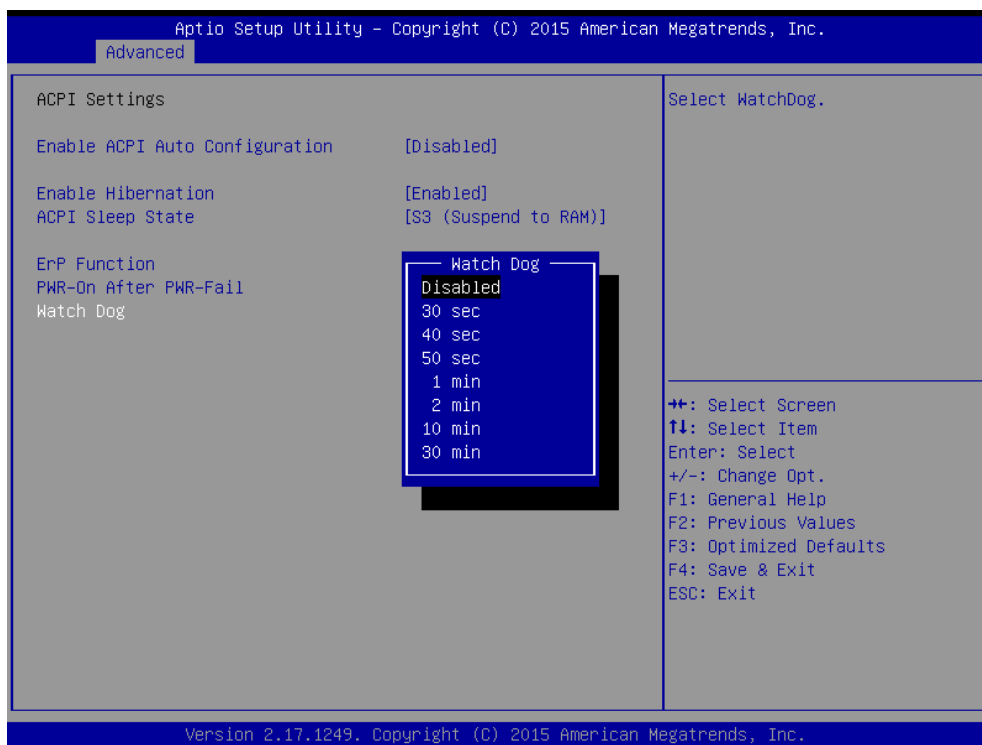 Aptio Setup Utility – Copyright (C) 2015 American Megatrends, Inc.
Advanced
ACPI Settings
Enable ACPI Auto Configuration [Disabled]
Enable Hibernation [Enabled]
ACPI Sleep State [S3 (Suspend to RAM)]
ErP Function
PWR-On After PWR-Fail
Watch Dog
Watch Dog
Disabled
30 sec
40 sec
50 sec
1 min
2 min
10 min
30 min
Select WatchDog.
→←: Select Screen
↑↓: Select Item
Enter: Select
+/-: Change Opt.
F1: General Help
F2: Previous Values
F3: Optimized Defaults
F4: Save & Exit
ESC: Exit
Version 2.17.1249. Copyright (C) 2015 American Megatrends, Inc.